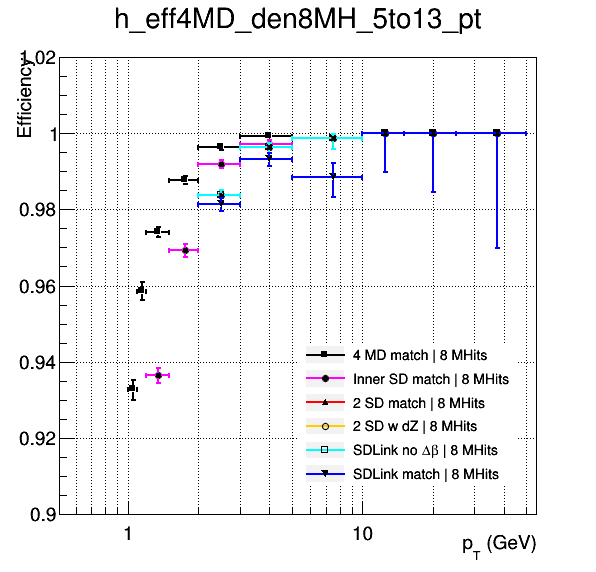 h_eff4MD_den8MH_5to13_pt
Efficiency
1.02
1
0.98
0.96
0.94
0.92
0.9
4 MD match | 8 MHits
Inner SD match | 8 MHits
2 SD match | 8 MHits
2 SD w dZ | 8 MHits
SDLink no Δβ | 8 MHits
SDLink match | 8 MHits
1
10
p_T (GeV)